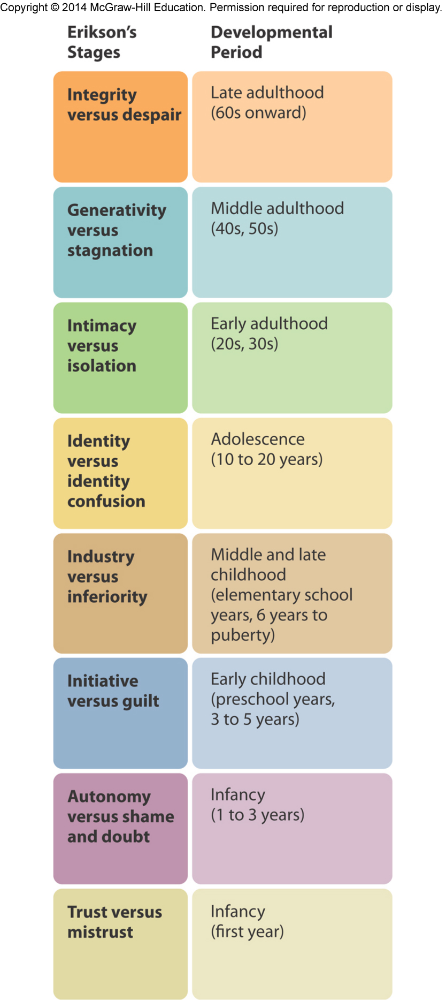 Copyright © 2014 McGraw-Hill Education. Permission required for reproduction or display.
Erikson’s
Stages
Developmental
Period
Integrity
versus despair
Late adulthood
(60s onward)
Generativity
versus
stagnation
Middle adulthood
(40s, 50s)
Intimacy
versus
isolation
Early adulthood
(20s, 30s)
Identity
versus
identity
confusion
Adolescence
(10 to 20 years)
Industry
versus
inferiority
Middle and late
childhood
(elementary school
years, 6 years to
puberty)
Initiative
versus guilt
Early childhood
(preschool years,
3 to 5 years)
Autonomy
versus shame
and doubt
Infancy
(1 to 3 years)
Trust versus
mistrust
Infancy
(first year)